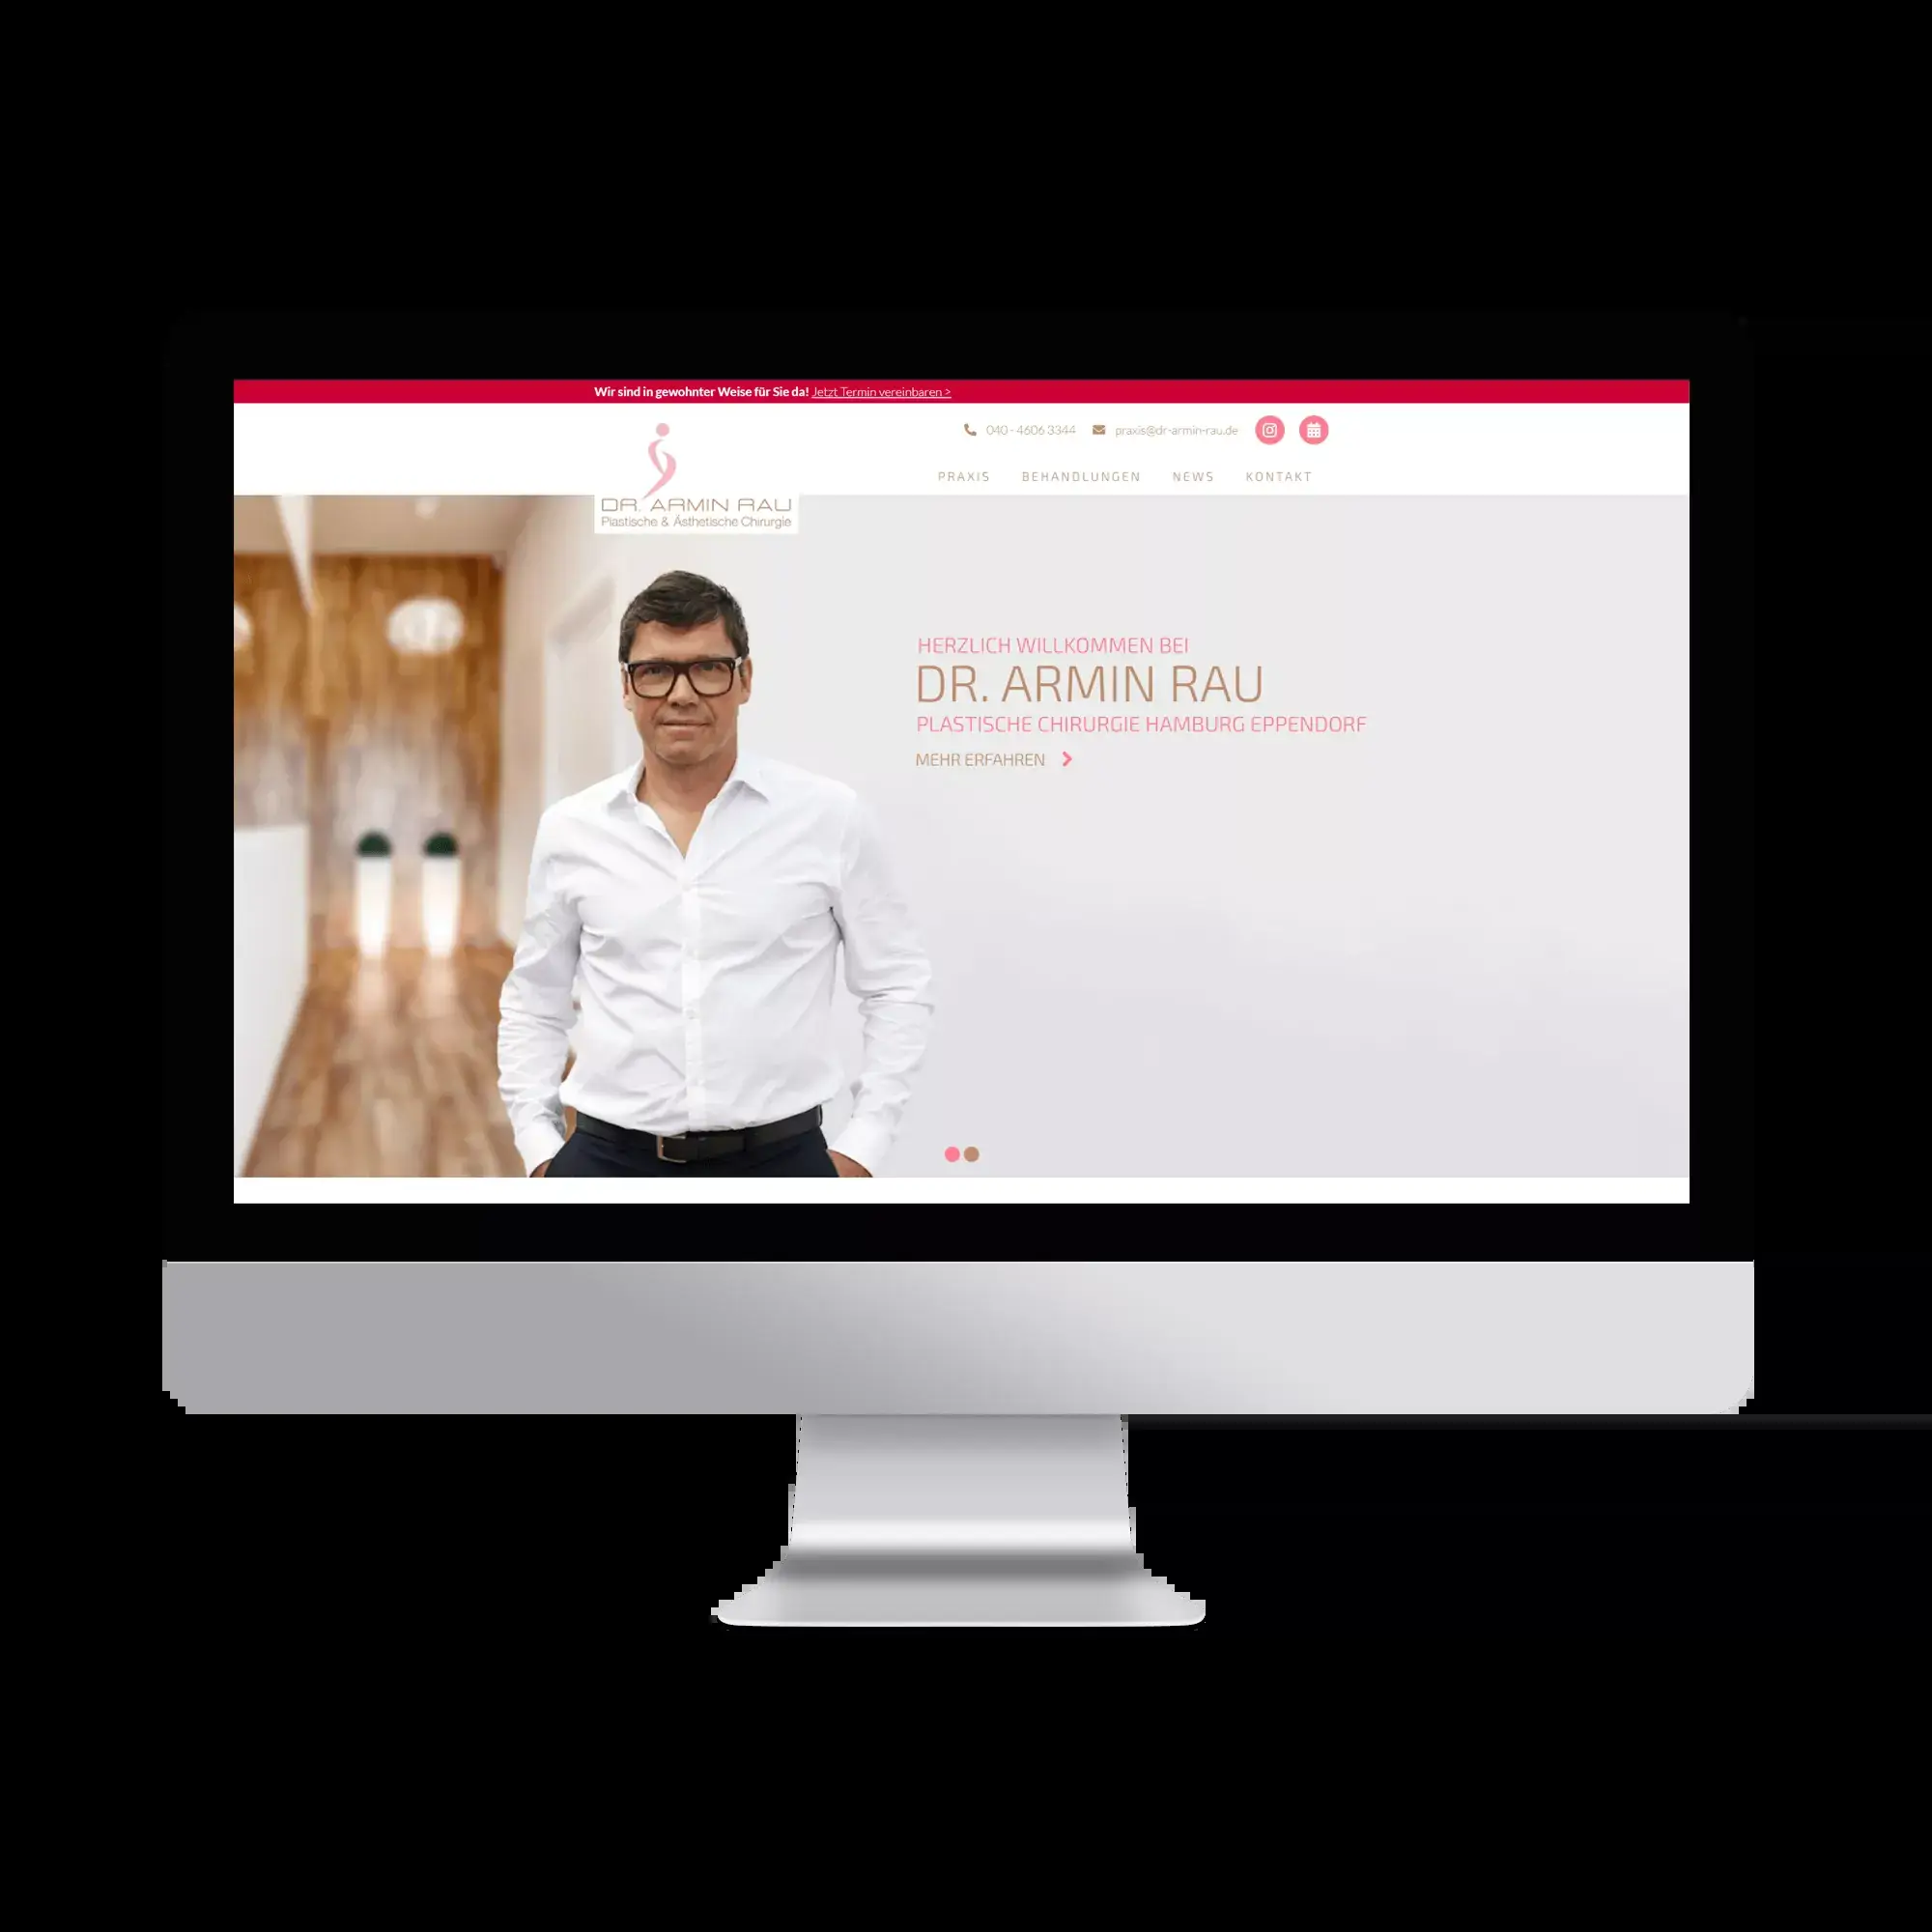 Wir sind in gewohnter Weise für Sie da! Jetzt Termin vereinbaren >
040 - 4606 3344 praxis@dr-armin-rau.de
PRAXIS BEHANDLUNGEN NEWS KONTAKT
DR. ARMIN RAU
Plastische & Ästhetische Chirurgie
HERZLICH WILLKOMMEN BEI
DR. ARMIN RAU
PLASTISCHE CHIRURGIE HAMBURG EPPENDORF
MEHR ERFAHREN